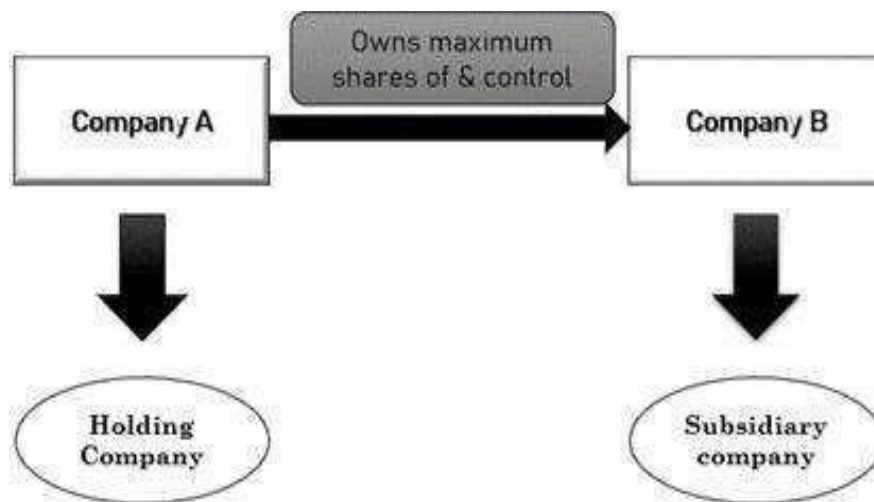 Owns maximum
shares of & control
Company A
Company B
Holding
Company
Subsidiary
company